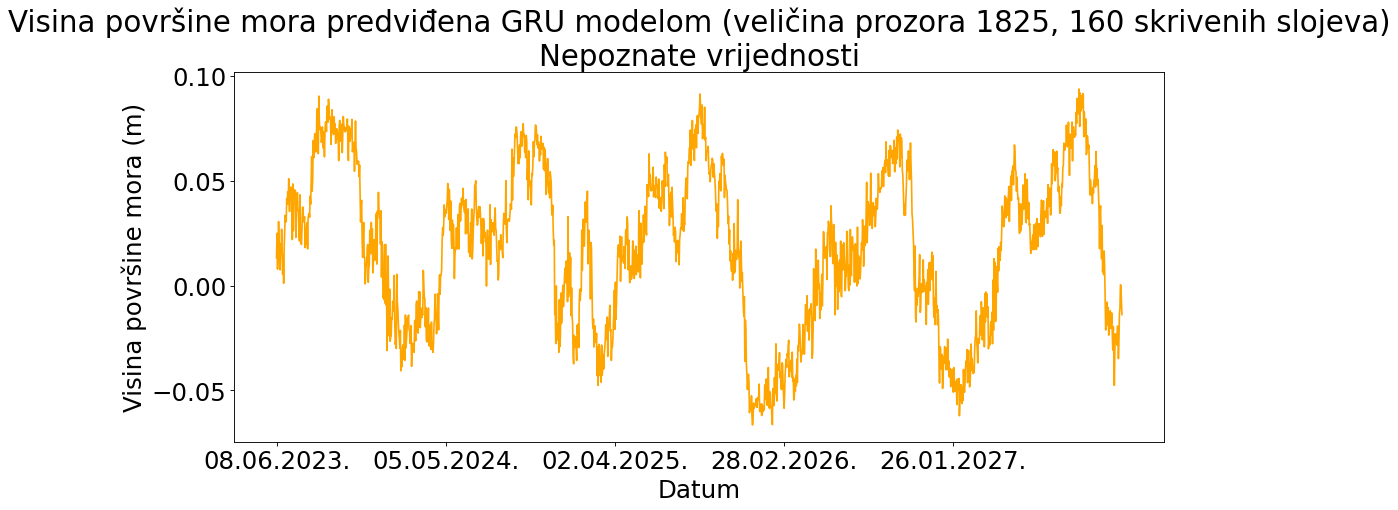 Visina površine mora predviđena GRU modelom (veličina prozora 1825, 160 skrivenih slojeva)
Nepoznate vrijednosti
0.10
0.05
0.00
−0.05
Visina površine mora (m)
08.06.2023. 05.05.2024. 02.04.2025. 28.02.2026. 26.01.2027.
Datum